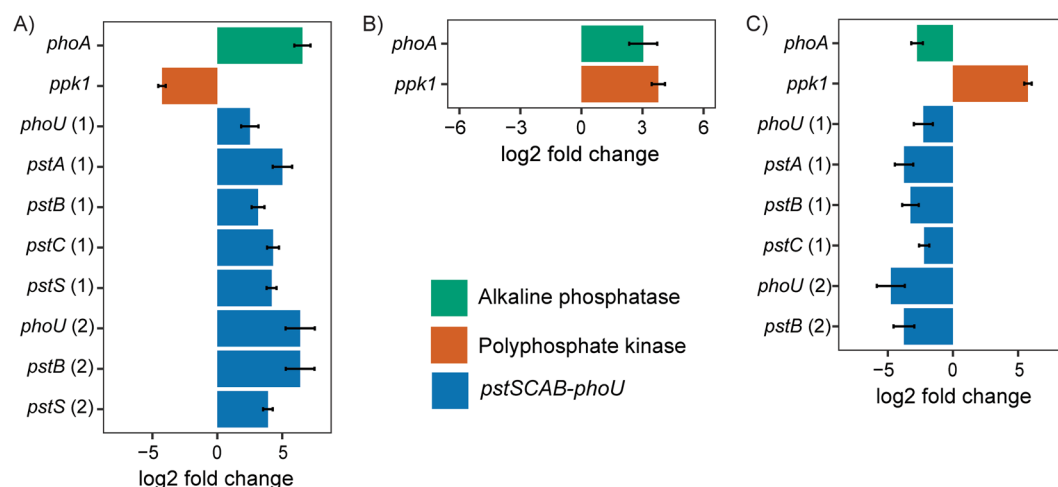 A)
phoA
ppk1
phoU (1)
pstA (1)
pstB (1)
pstC (1)
pstS (1)
phoU (2)
pstB (2)
pstS (2)
−5 0 5
log2 fold change
B)
phoA
ppk1
−6 −3 0 3 6
log2 fold change
Alkaline phosphatase
Polyphosphate kinase
pstSCAB-phoU
C)
phoA
ppk1
phoU (1)
pstA (1)
pstB (1)
pstC (1)
phoU (2)
pstB (2)
−5 0 5
log2 fold change